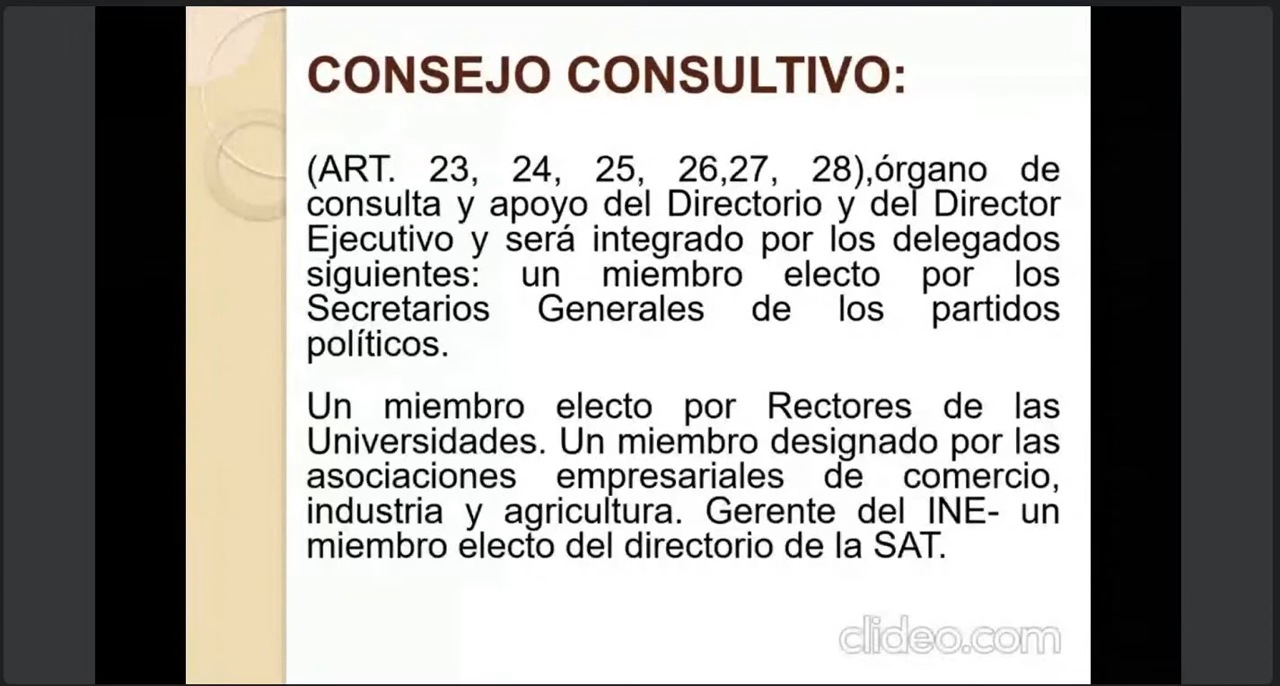 CONSEJO CONSULTIVO:
(ART. 23, 24, 25, 26,27, 28),órgano de
consulta y apoyo del Directorio y del Director
Ejecutivo y será integrado por los delegados
siguientes: un miembro electo por los
Secretarios Generales de los partidos
políticos.
Un miembro electo por Rectores de las
Universidades. Un miembro designado por las
asociaciones empresariales de comercio,
industria y agricultura. Gerente del INE- un
miembro electo del directorio de la SAT.
clideo.com